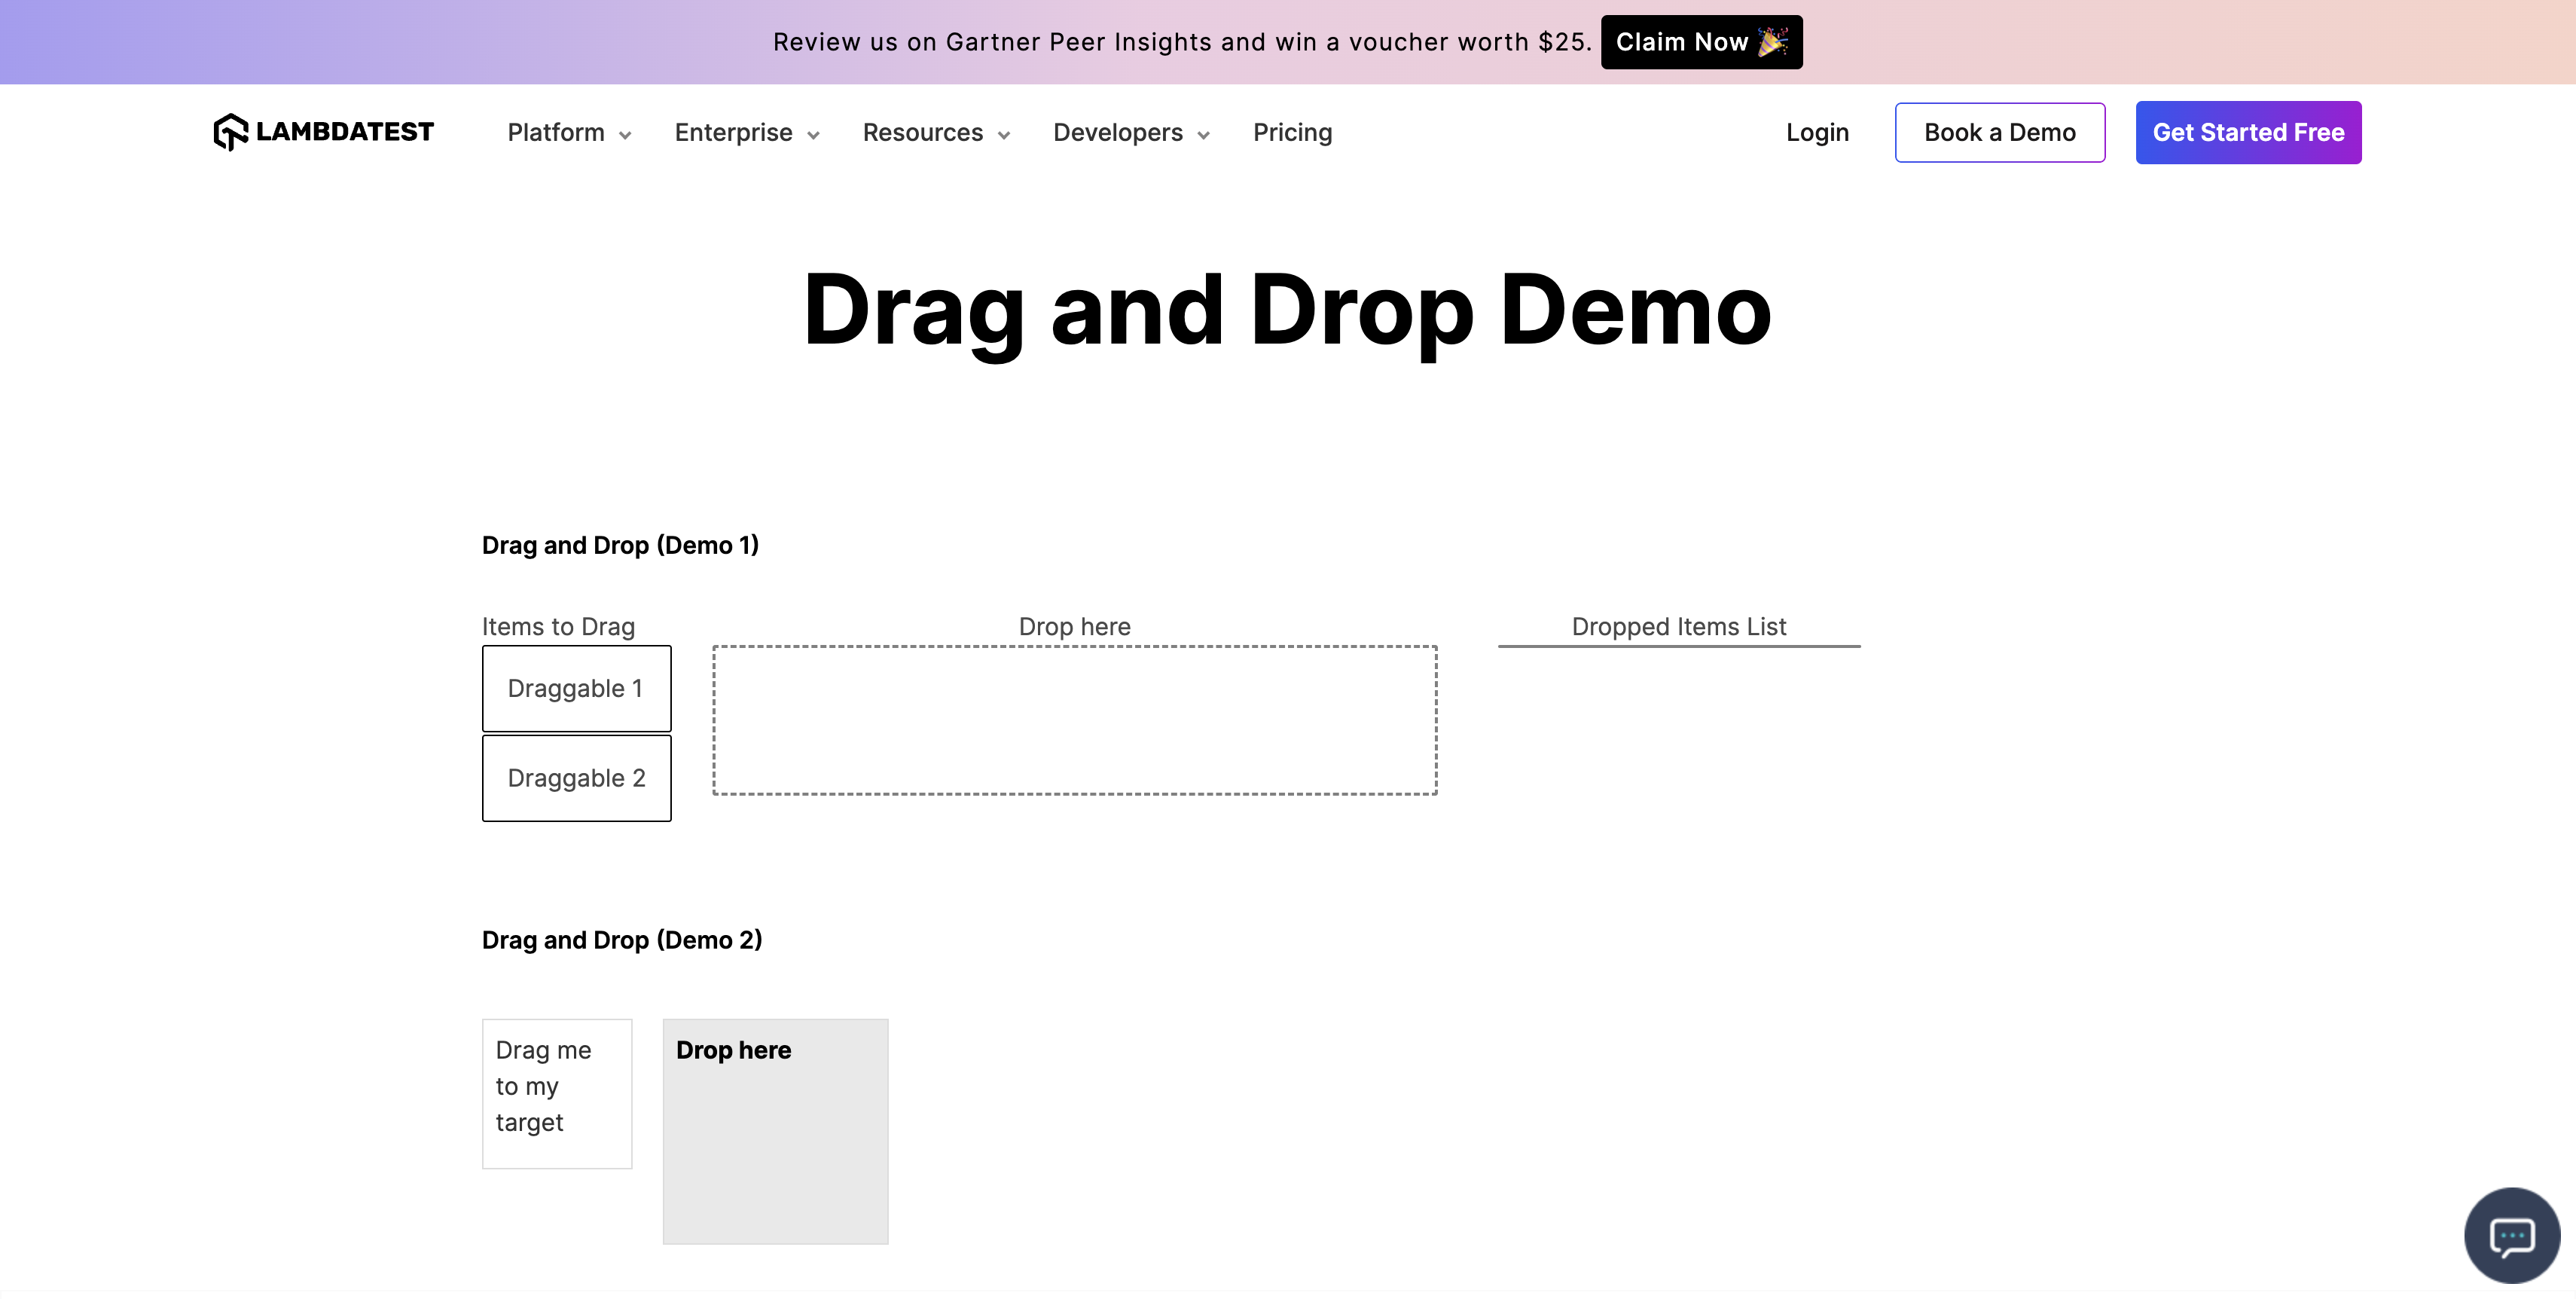 Review us on Gartner Peer Insights and win a voucher worth $25. Claim Now 🎉
LAMBDATEST Platform Enterprise Resources Developers Pricing Login Book a Demo Get Started Free
Drag and Drop Demo
Drag and Drop (Demo 1)
Items to Drag Drop here Dropped Items List
Draggable 1
Draggable 2
Drag and Drop (Demo 2)
Drag me
to my
target
Drop here